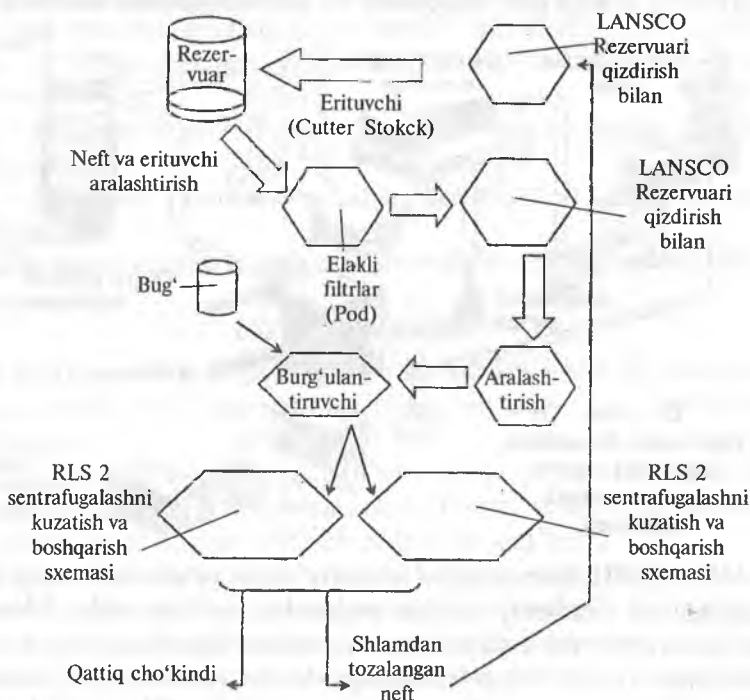 LANSCO
Rezervuari
qizdirish
bilan
Rezer-
vuar
Erituvchi
(Cutter Stokck)
Neft va erituvchi
aralashtirish
LANSCO
Rezervuari
qizdirish
bilan
Elakli
filtrlar
(Pod)
Bug‘
Burg‘ulan-
tiruvchi
Aralash-
tirish
RLS 2
sentrafugalashni
kuzatish va
boshqarish
sxemasi
RLS 2
sentrafugalashni
kuzatish va
boshqarish
sxemasi
Qattiq cho‘kindi
Shlamdan
tozalangan
neft